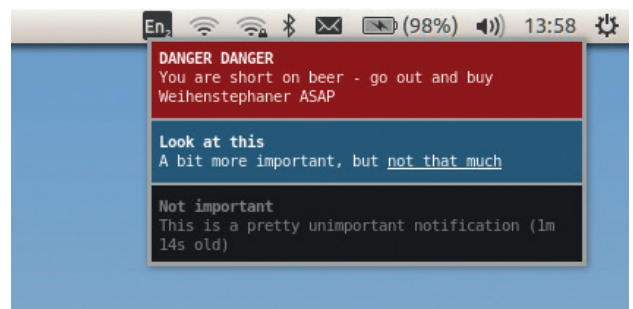 En2 (98%) 13:58
DANGER DANGER
You are short on beer - go out and buy
Weihenstephaner ASAP
Look at this
A bit more important, but not that much
Not important
This is a pretty unimportant notification (1m
14s old)